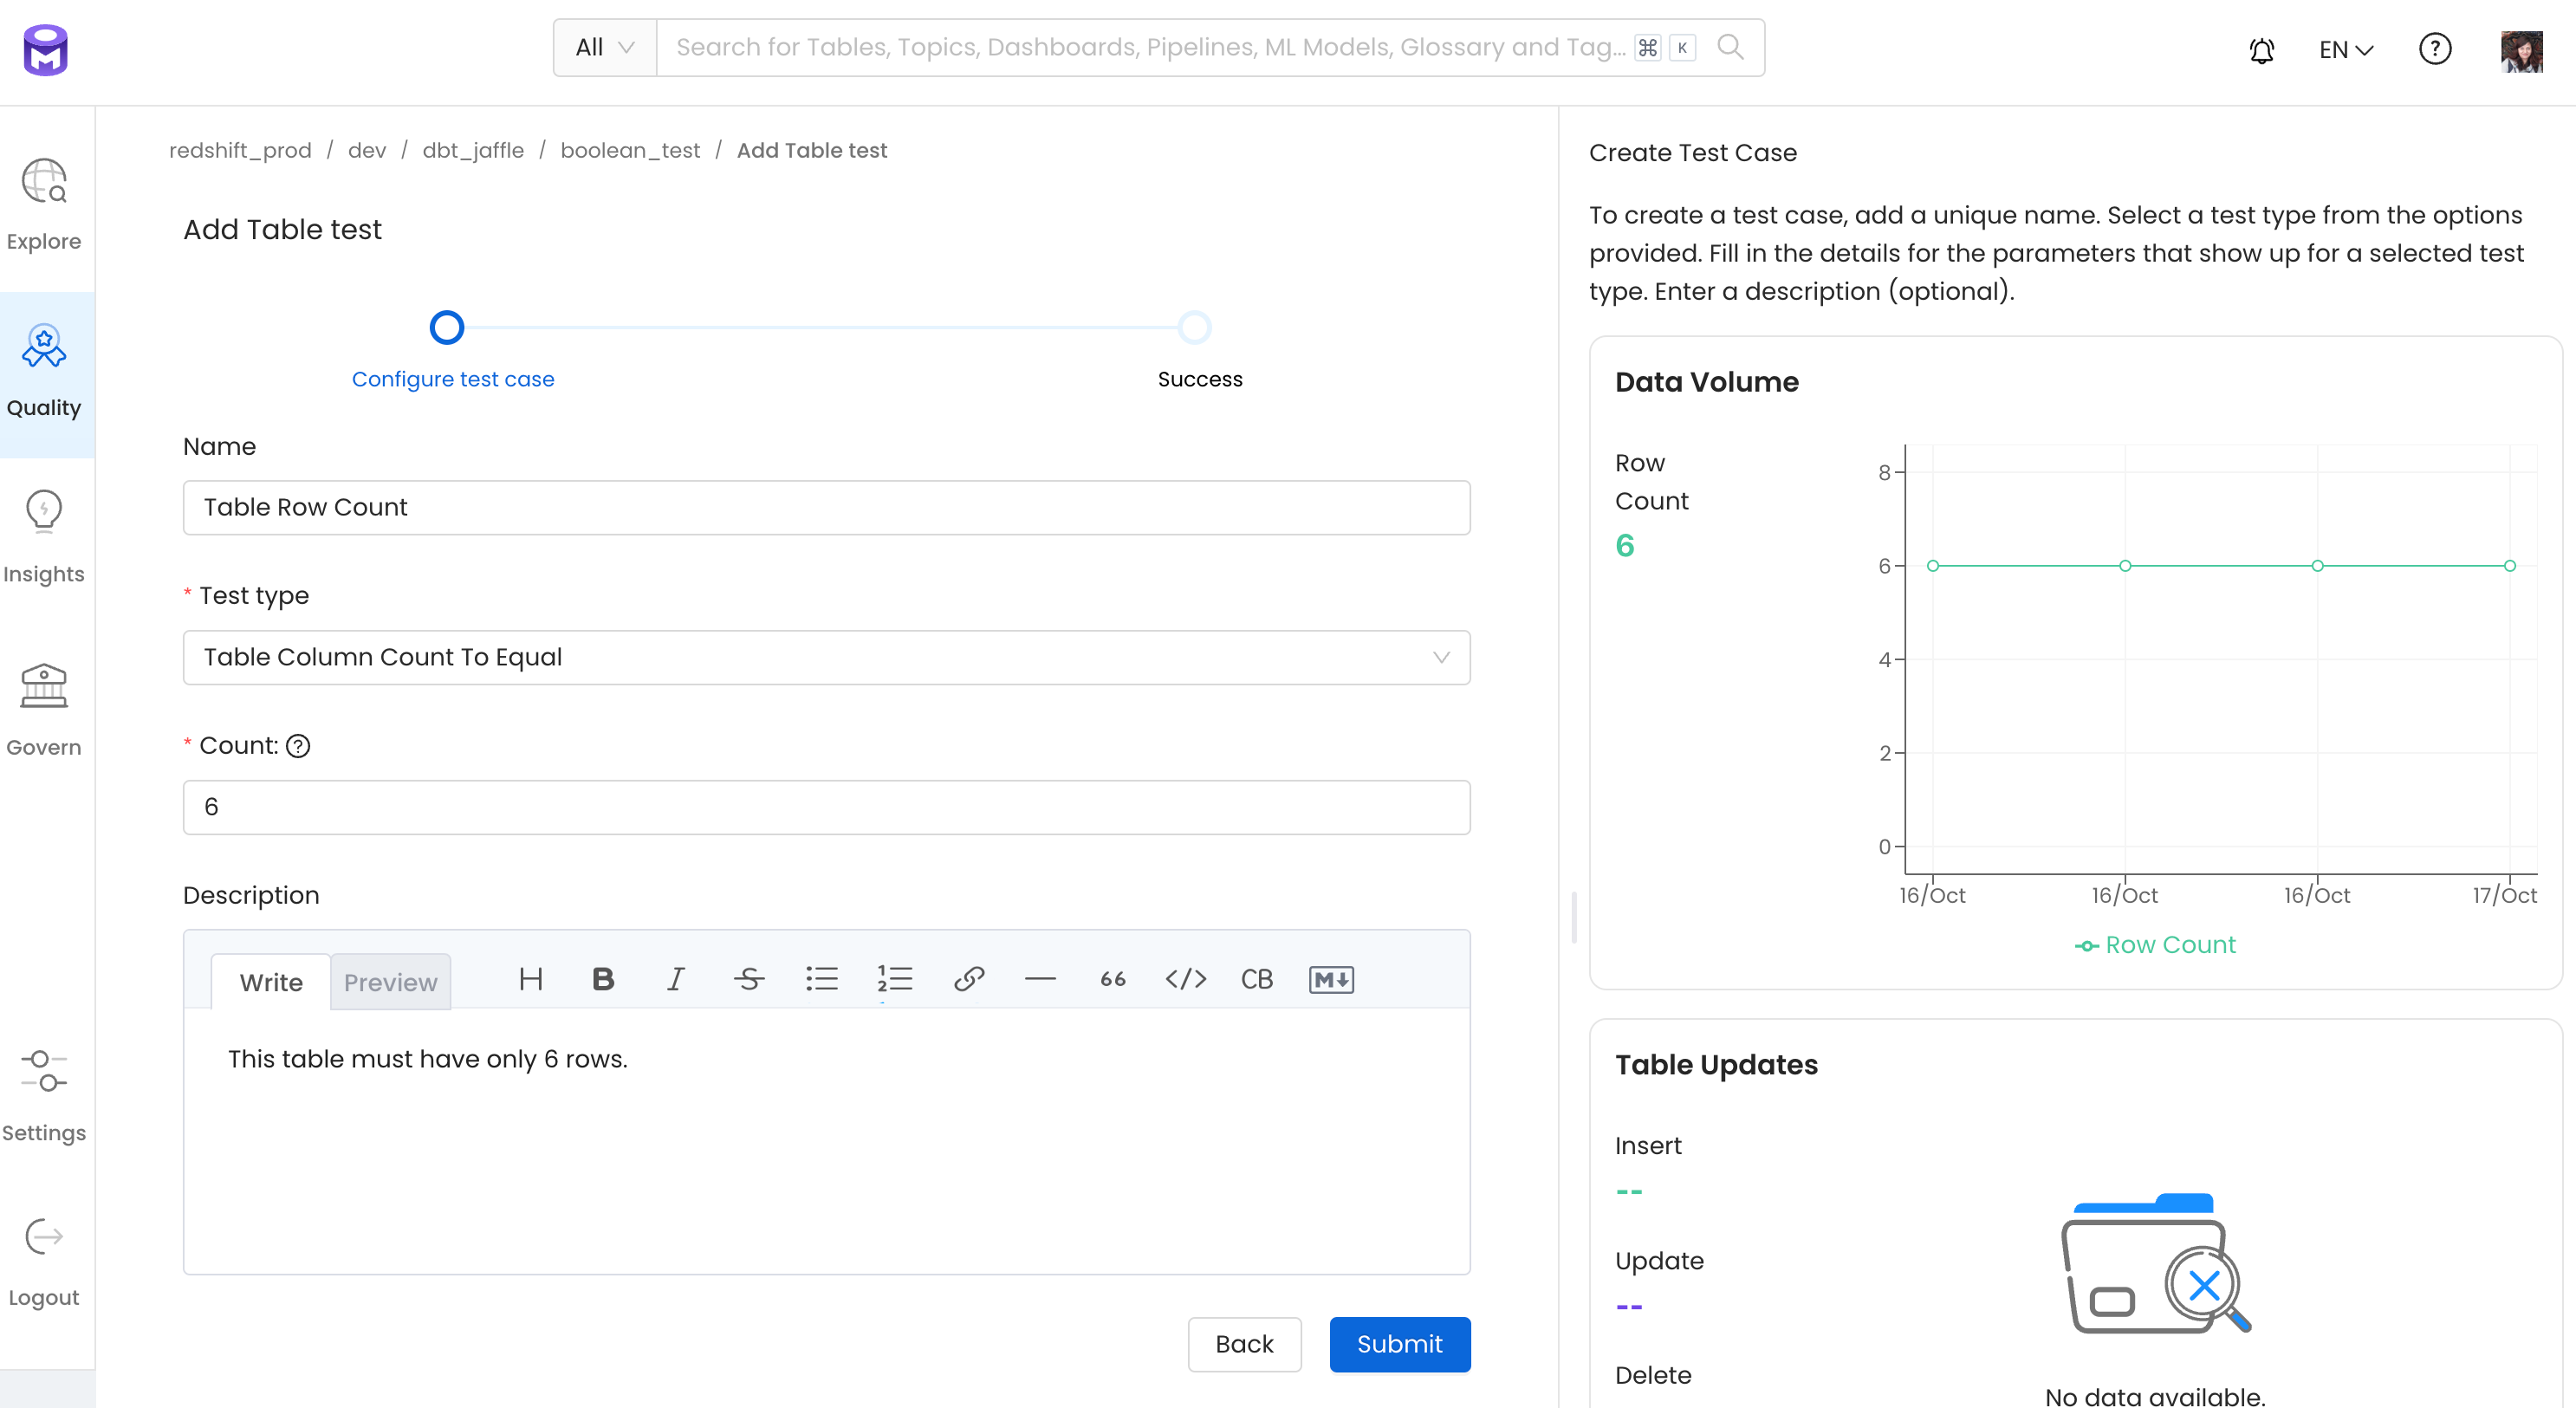 All
Search for Tables, Topics, Dashboards, Pipelines, ML Models, Glossary and Tag...
⌘ K
EN
?
Explore
Quality
Insights
Govern
Settings
Logout
redshift_prod / dev / dbt_jaffle / boolean_test / Add Table test
Add Table test
Configure test case
Success
Name
Table Row Count
* Test type
Table Column Count To Equal
* Count: ?
6
Description
Write
Preview
H B I S 66 </> CB M↓
This table must have only 6 rows.
Back
Submit
Create Test Case
To create a test case, add a unique name. Select a test type from the options
provided. Fill in the details for the parameters that show up for a selected test
type. Enter a description (optional).
Data Volume
Row
Count
6
8
6
4
2
0
16/Oct
16/Oct
16/Oct
17/Oct
Row Count
Table Updates
Insert
--
Update
--
Delete
No data available.